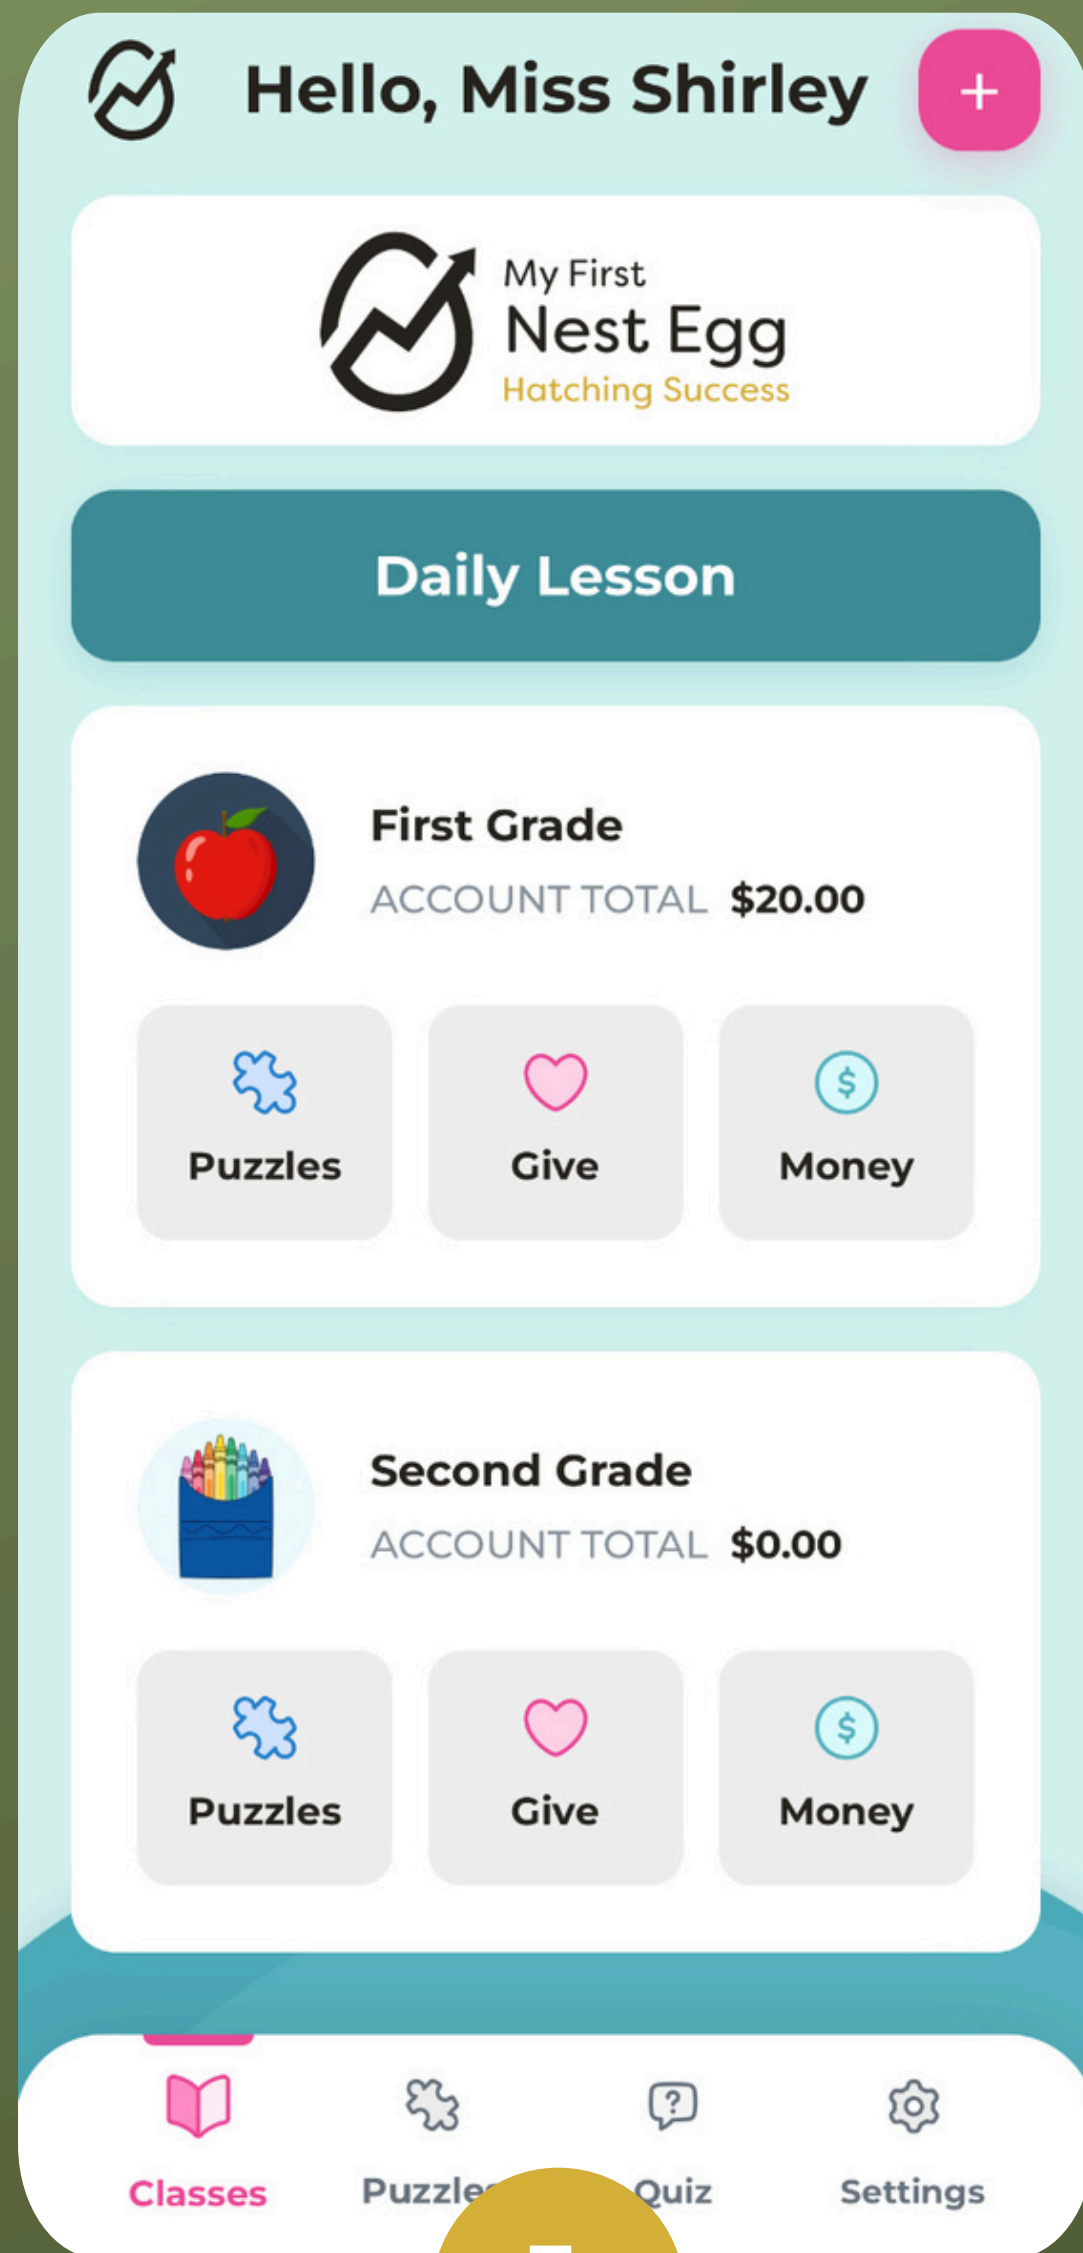 Hello, Miss Shirley
+
My First
Nest Egg
Hatching Success
Daily Lesson
First Grade
ACCOUNT TOTAL $20.00
Puzzles Give Money
Second Grade
ACCOUNT TOTAL $0.00
Puzzles Give Money
Classes Puzzles Quiz Settings